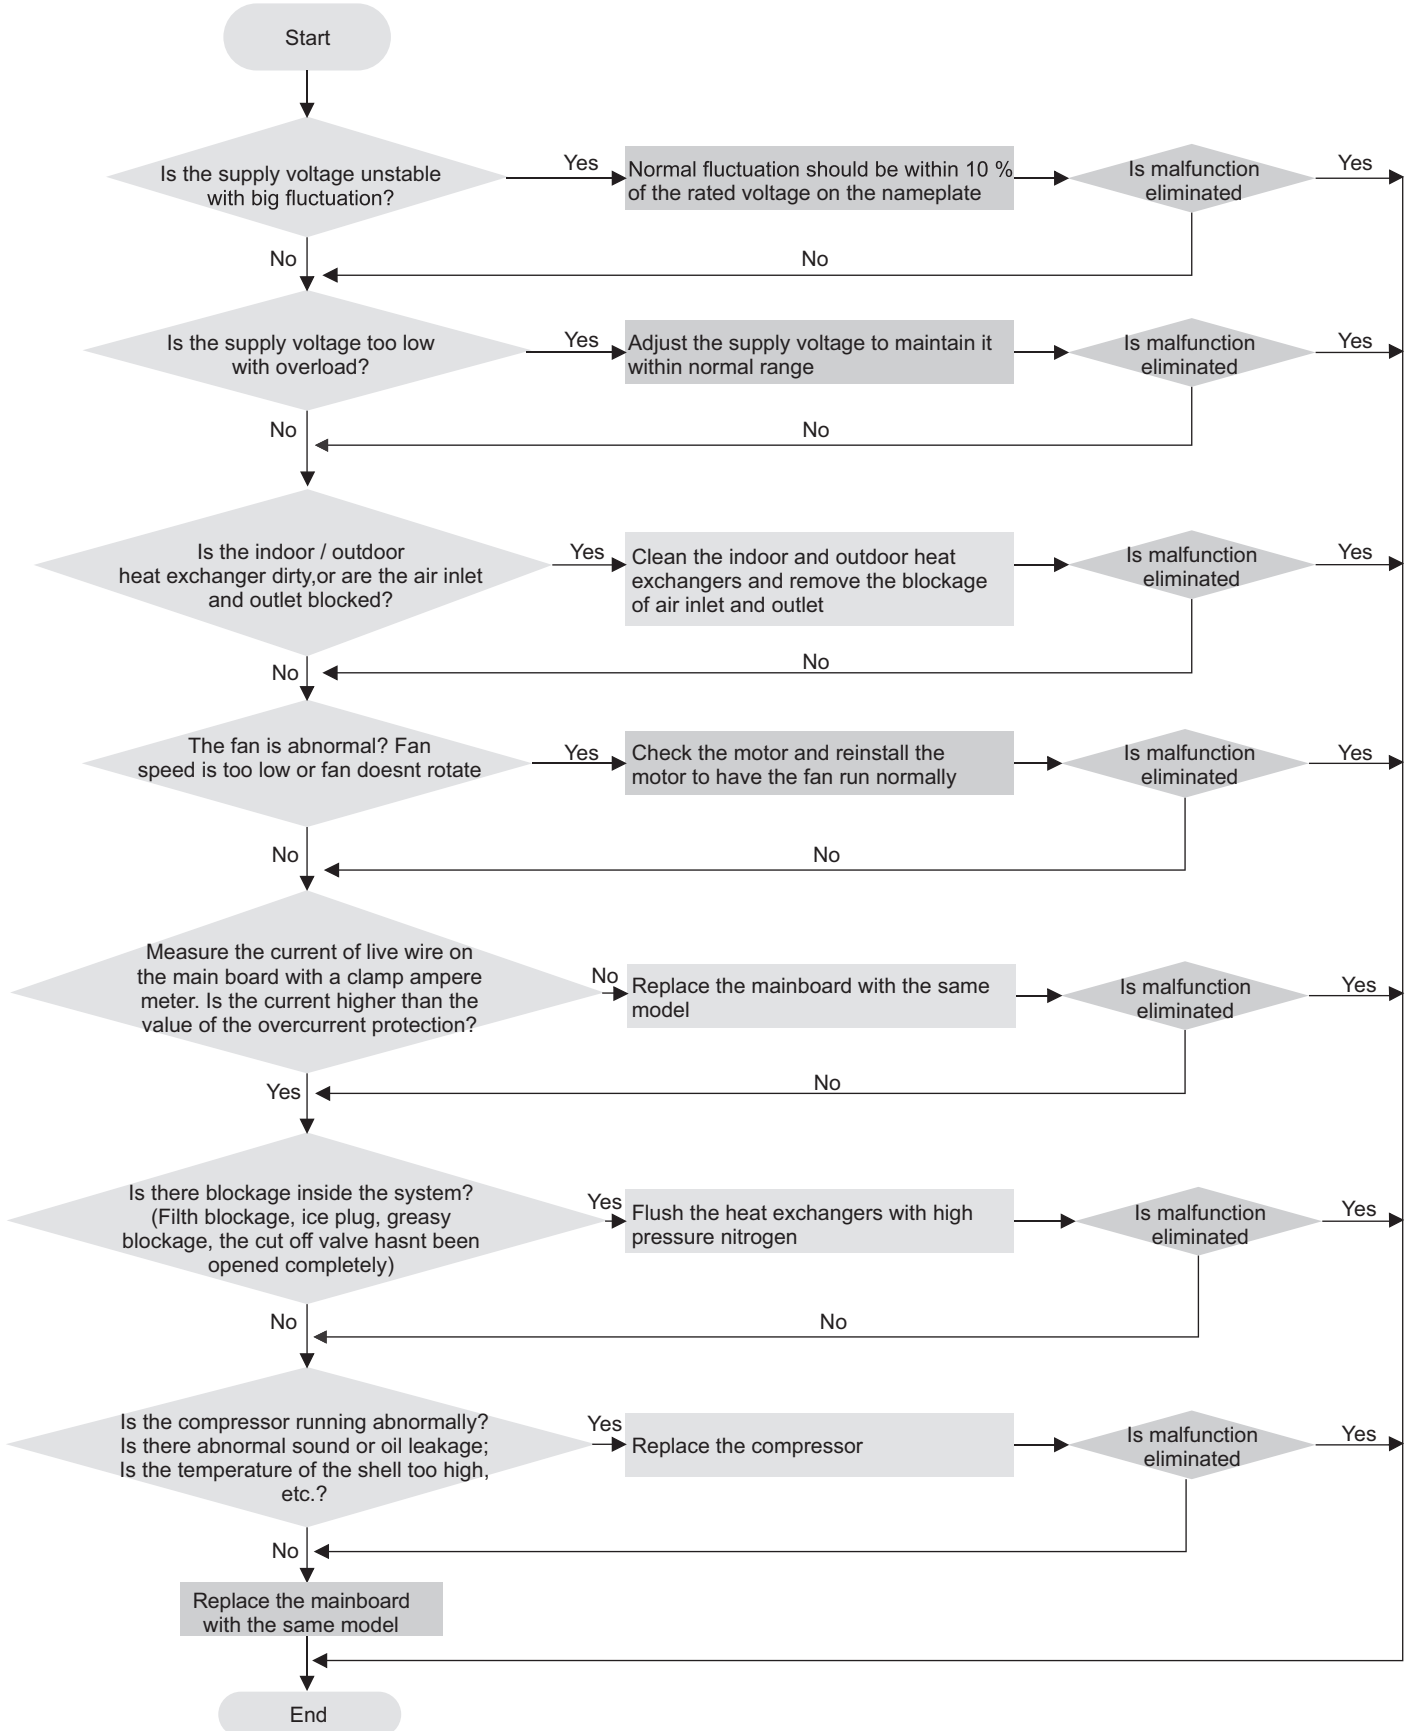 Start
Is the supply voltage unstable
with big fluctuation?
Yes
Normal fluctuation should be within 10 %
of the rated voltage on the nameplate
Is malfunction
eliminated
Yes
No
No
Is the supply voltage too low
with overload?
Yes
Adjust the supply voltage to maintain it
within normal range
Is malfunction
eliminated
Yes
No
No
Is the indoor / outdoor
heat exchanger dirty,or are the air inlet
and outlet blocked?
Yes
Clean the indoor and outdoor heat
exchangers and remove the blockage
of air inlet and outlet
Is malfunction
eliminated
Yes
No
No
The fan is abnormal? Fan
speed is too low or fan doesnt rotate
Yes
Check the motor and reinstall the
motor to have the fan run normally
Is malfunction
eliminated
Yes
No
No
Measure the current of live wire on
the main board with a clamp ampere
meter. Is the current higher than the
value of the overcurrent protection?
No
Replace the mainboard with the same
model
Is malfunction
eliminated
Yes
Yes
No
Is there blockage inside the system?
(Filth blockage, ice plug, greasy
blockage, the cut off valve hasnt been
opened completely)
Yes
Flush the heat exchangers with high
pressure nitrogen
Is malfunction
eliminated
Yes
No
No
Is the compressor running abnormally?
Is there abnormal sound or oil leakage;
Is the temperature of the shell too high,
etc.?
Yes
Replace the compressor
Is malfunction
eliminated
Yes
No
Replace the mainboard
with the same model
End